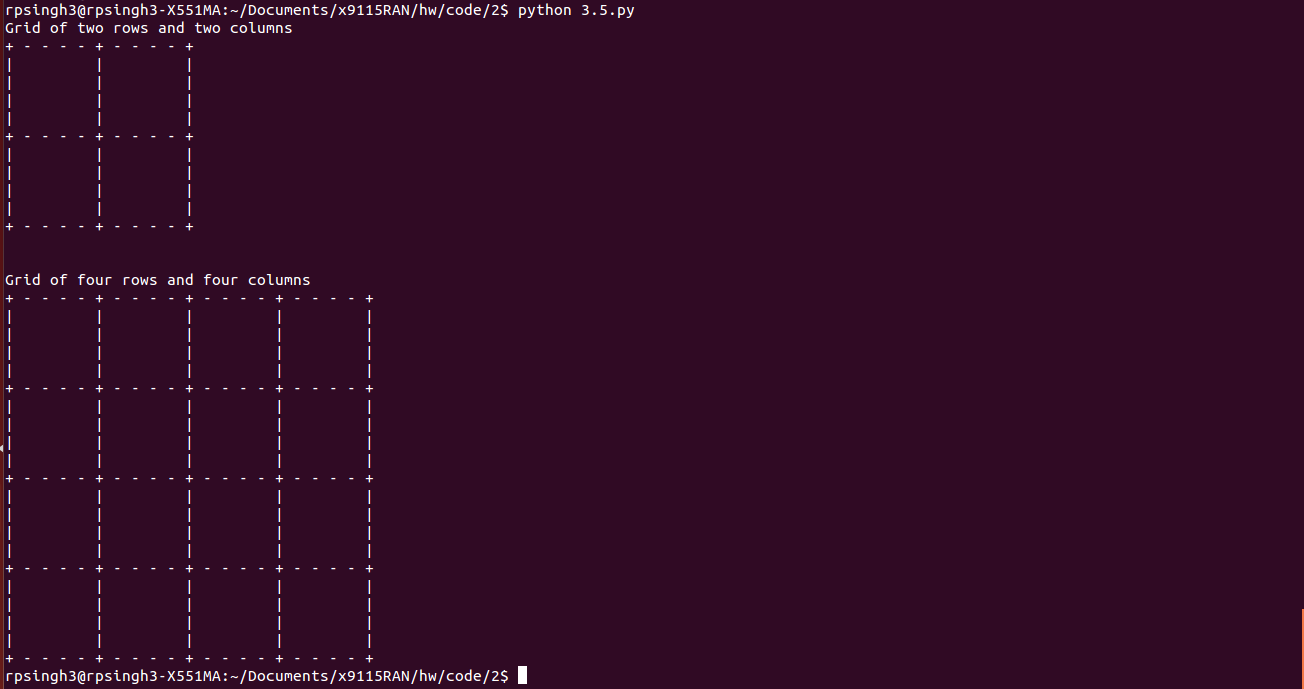 rpsingh3@rpsingh3-X551MA:~/Documents/x9115RAN/hw/code/2$ python 3.5.py
Grid of two rows and two columns
+ - - - - + - - - - +
|         |         |
|         |         |
|         |         |
|         |         |
+ - - - - + - - - - +
|         |         |
|         |         |
|         |         |
|         |         |
+ - - - - + - - - - +
Grid of four rows and four columns
+ - - - - + - - - - + - - - - + - - - - +
|         |         |         |         |
|         |         |         |         |
|         |         |         |         |
|         |         |         |         |
+ - - - - + - - - - + - - - - + - - - - +
|         |         |         |         |
|         |         |         |         |
|         |         |         |         |
|         |         |         |         |
+ - - - - + - - - - + - - - - + - - - - +
|         |         |         |         |
|         |         |         |         |
|         |         |         |         |
|         |         |         |         |
+ - - - - + - - - - + - - - - + - - - - +
|         |         |         |         |
|         |         |         |         |
|         |         |         |         |
|         |         |         |         |
+ - - - - + - - - - + - - - - + - - - - +
rpsingh3@rpsingh3-X551MA:~/Documents/x9115RAN/hw/code/2$